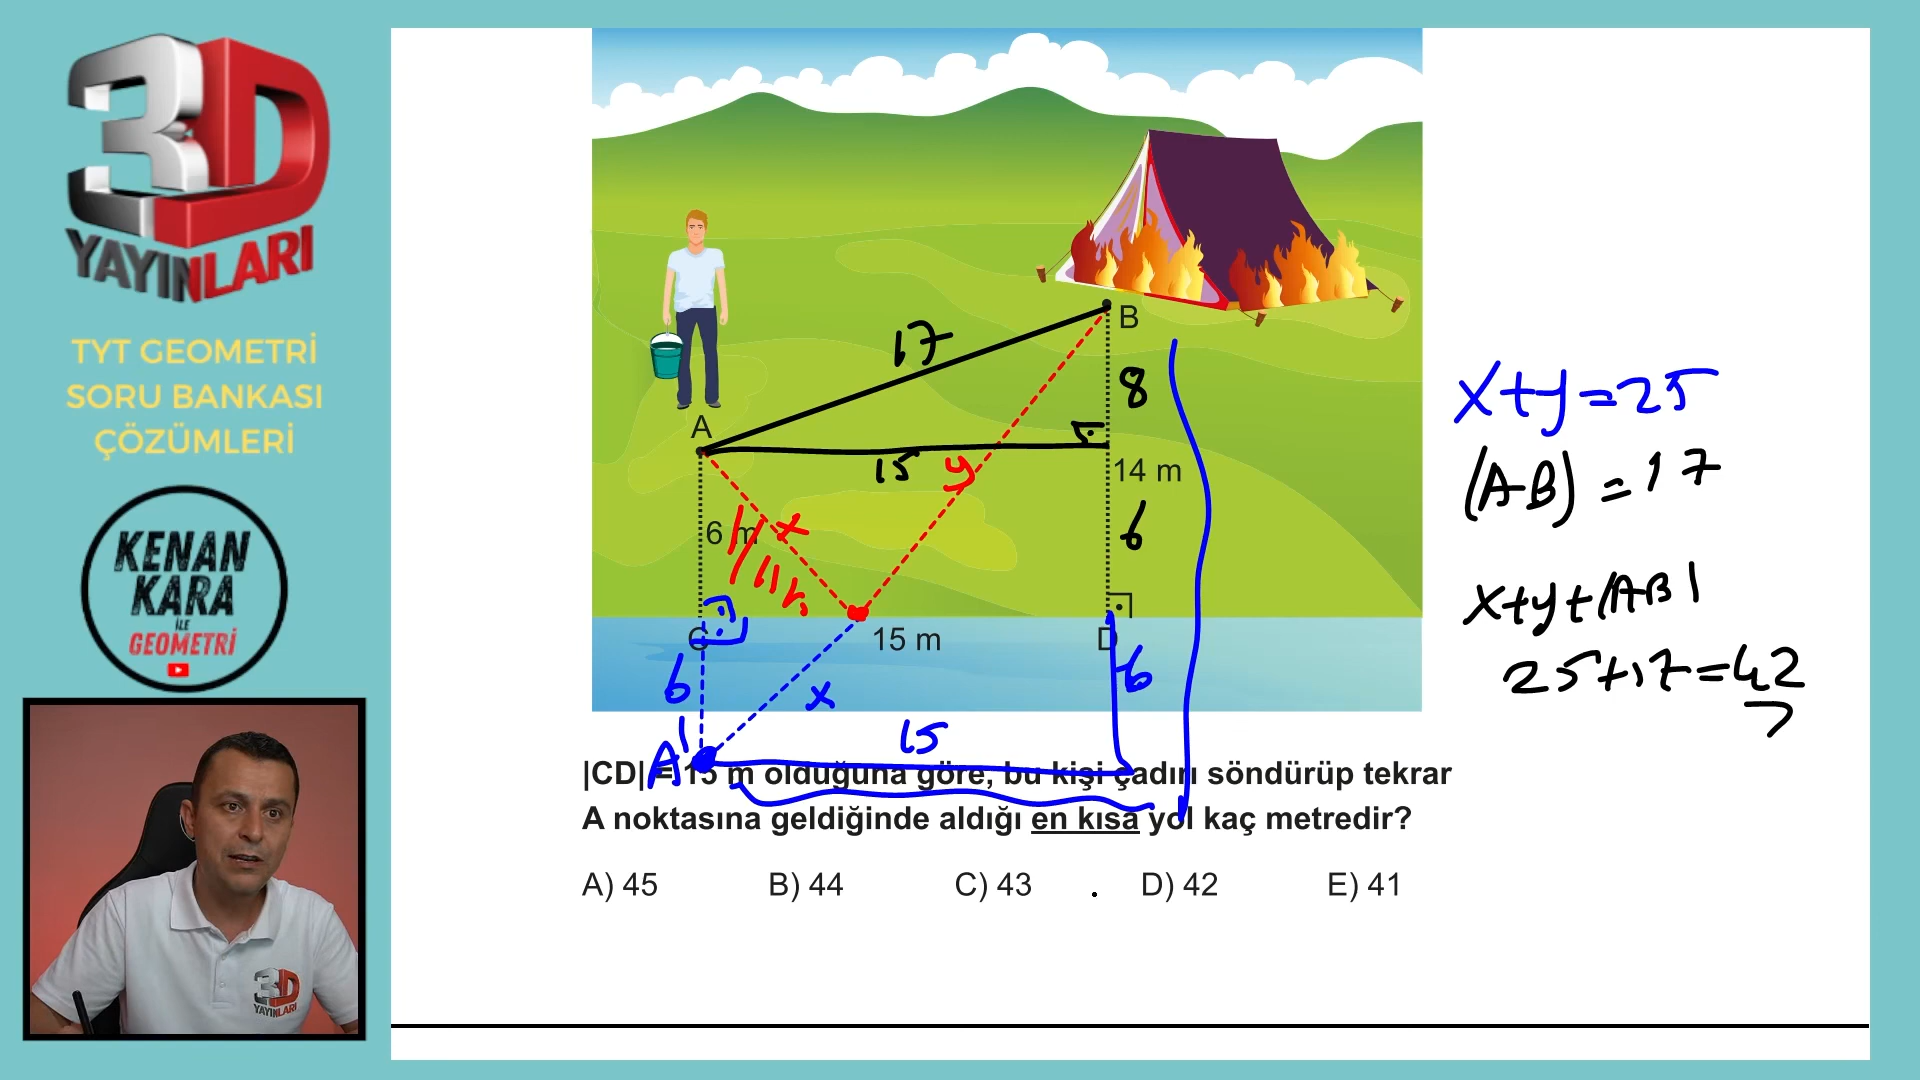 3D
YAYINLARI
TYT GEOMETRİ
SORU BANKASI
ÇÖZÜMLERİ
KENAN
KARA
İLE
GEOMETRİ
3D
YAYINLARI
17
B
8
A
15
y
14 m
6 m
x
6
C
15 m
D
6
6
x
15
A'
|CD| = 15 m olduğuna göre, bu kişi çadırı söndürüp tekrar
A noktasına geldiğinde aldığı en kısa yol kaç metredir?
A) 45 B) 44 C) 43 D) 42 E) 41
x+y=25
|AB| = 17
x+y+|AB|
25+17=42